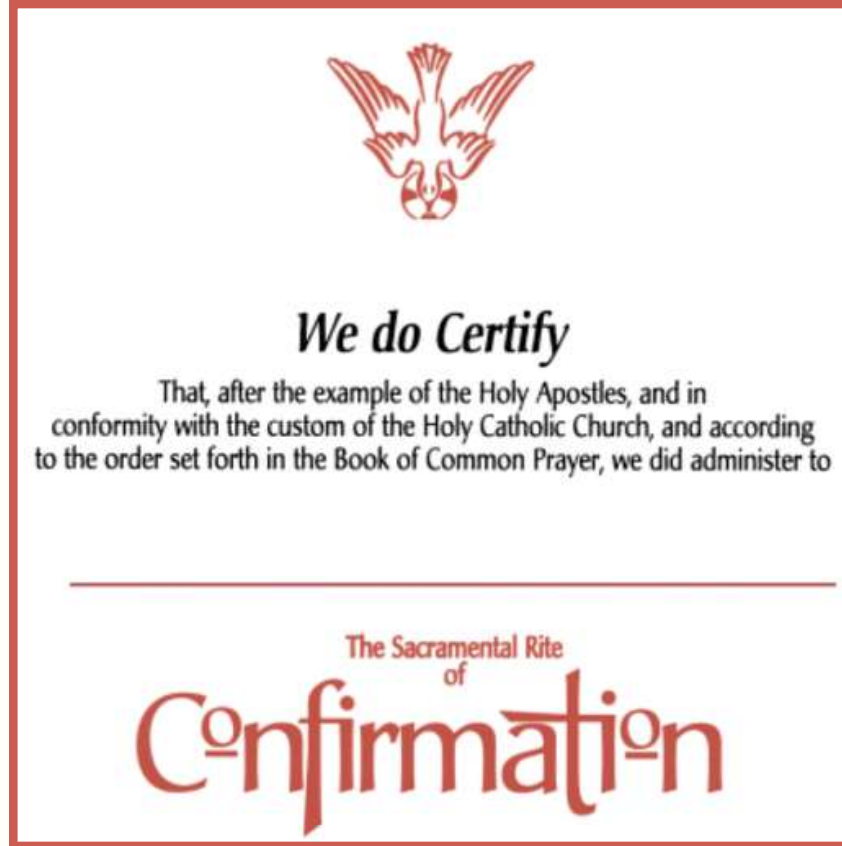 We do Certify
That, after the example of the Holy Apostles, and in
conformity with the custom of the Holy Catholic Church, and according
to the order set forth in the Book of Common Prayer, we did administer to
The Sacramental Rite
of
Confirmation